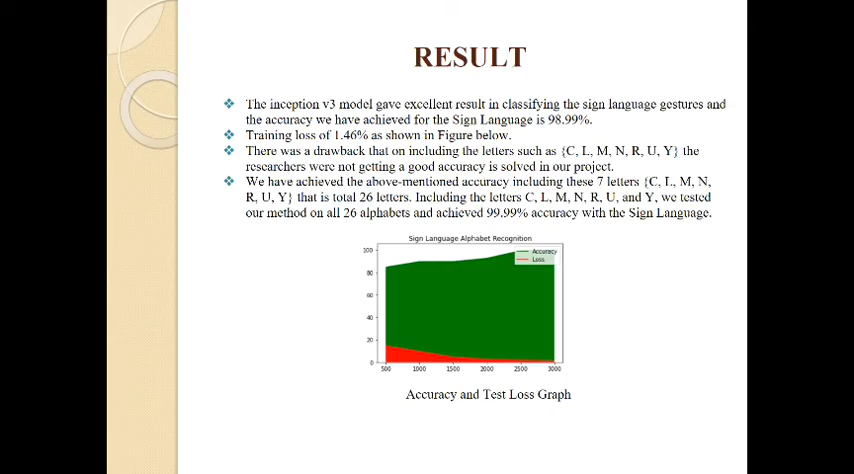 RESULT
The inception v3 model gave excellent result in classifying the sign language gestures and
the accuracy we have achieved for the Sign Language is 98.99%.
Training loss of 1.46% as shown in Figure below.
There was a drawback that on including the letters such as {C, L, M, N, R, U, Y} the
researchers were not getting a good accuracy is solved in our project.
We have achieved the above-mentioned accuracy including these 7 letters {C, L, M, N,
R, U, Y} that is total 26 letters. Including the letters C, L, M, N, R, U, and Y, we tested
our method on all 26 alphabets and achieved 99.99% accuracy with the Sign Language.
Sign Language Alphabet Recognition
Accuracy
Loss
100
80
60
40
20
0
500 1000 1500 2000 2500 3000
Accuracy and Test Loss Graph